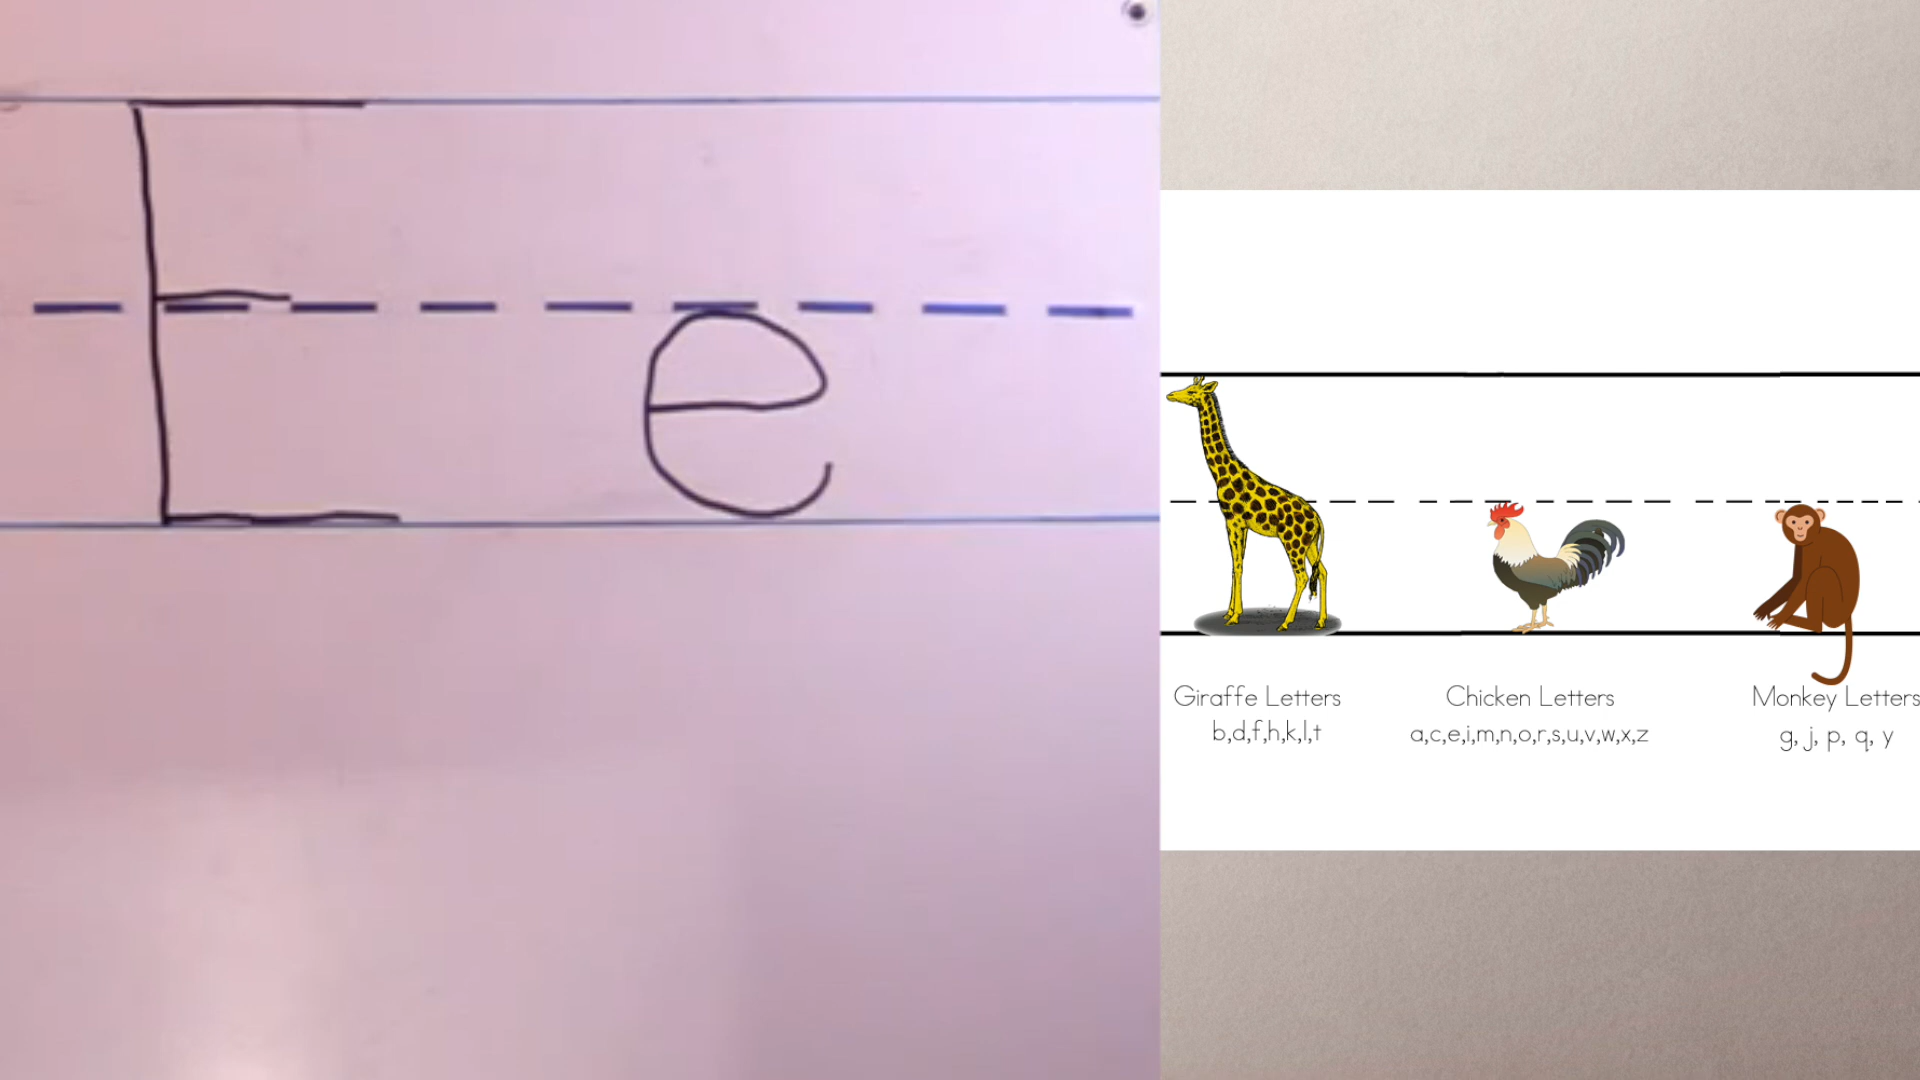 E e
Giraffe Letters
b,d,f,h,k,l,t
Chicken Letters
a,c,e,i,m,n,o,r,s,u,v,w,x,z
Monkey Letters
g, j, p, q, y